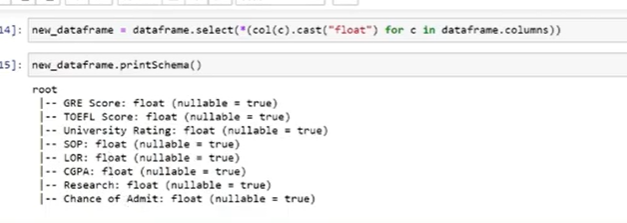 14]: new_dataframe = dataframe.select(*(col(c).cast("float") for c in dataframe.columns))
15]: new_dataframe.printSchema()
root
|-- GRE Score: float (nullable = true)
|-- TOEFL Score: float (nullable = true)
|-- University Rating: float (nullable = true)
|-- SOP: float (nullable = true)
|-- LOR: float (nullable = true)
|-- CGPA: float (nullable = true)
|-- Research: float (nullable = true)
|-- Chance of Admit: float (nullable = true)